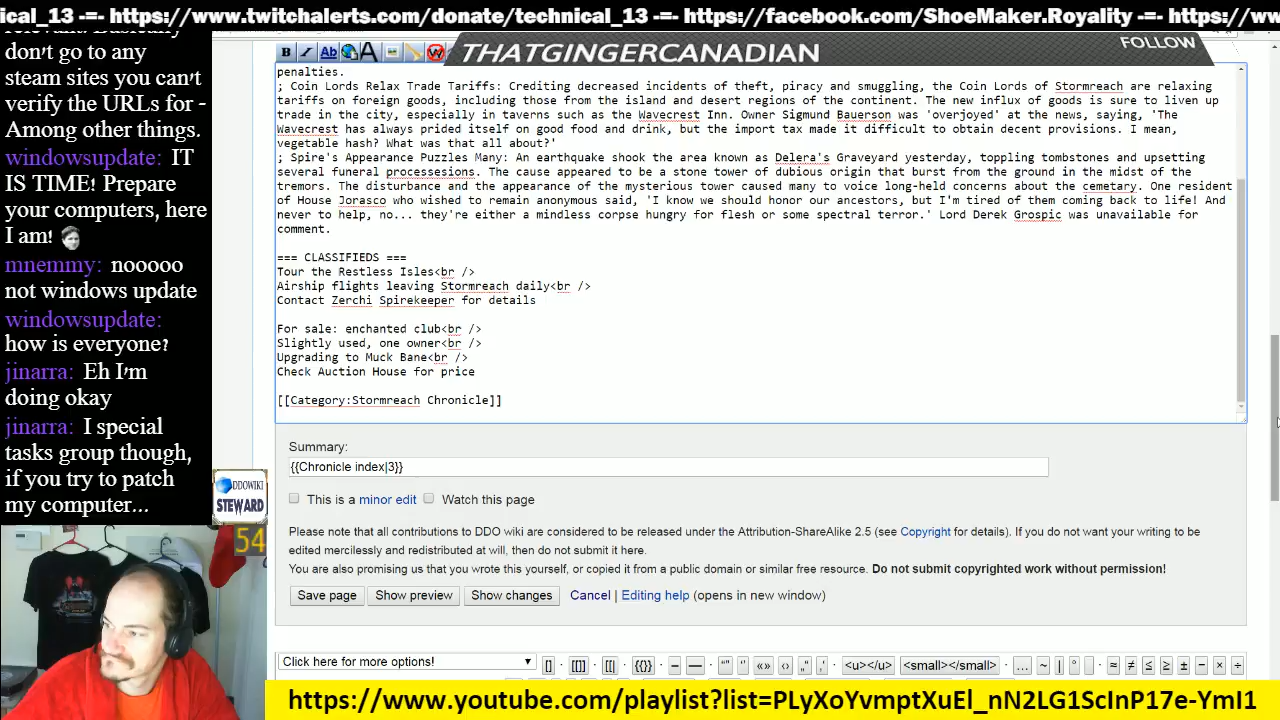 ical_13 -=- https://www.twitchalerts.com/donate/technical_13 -=- https://facebook.com/ShoeMaker.Royality -=- https://
THATGINGERCANADIAN
FOLLOW
relevant. Basically
don't go to any
steam sites you can't
verify the URLs for -
Among other things.
windowsupdate: IT
IS TIME! Prepare
your computers, here
I am!
mnemmy: nooooo
not windows update
windowsupdate:
how is everyone?
jinarra: Eh I'm
doing okay
jinarra: I special
tasks group though,
if you try to patch
my computer...
DDOWIKI
STEWARD
54
penalties.
; Coin Lords Relax Trade Tariffs: Crediting decreased incidents of theft, piracy and smuggling, the Coin Lords of Stormreach are relaxing
tariffs on foreign goods, including those from the island and desert regions of the continent. The new influx of goods is sure to liven up
trade in the city, especially in taverns such as the Wavecrest Inn. Owner Sigmund Bauerson was 'overjoyed' at the news, saying, 'The
Wavecrest has always prided itself on good food and drink, but the import tax made it difficult to obtain decent provisions. I mean,
vegetable hash? What was that all about?'
; Spire's Appearance Puzzles Many: An earthquake shook the area known as Delera's Graveyard yesterday, toppling tombstones and upsetting
several funeral processesions. The cause appeared to be a stone tower of dubious origin that burst from the ground in the midst of the
tremors. The disturbance and the appearance of the mysterious tower caused many to voice long-held concerns about the cemetary. One resident
of House Jorasco who wished to remain anonymous said, 'I know we should honor our ancestors, but I'm tired of them coming back to life! And
never to help, no... they're either a mindless corpse hungry for flesh or some spectral terror.' Lord Derek Grospic was unavailable for
comment.
=== CLASSIFIEDS ===
Tour the Restless Isles<br />
Airship flights leaving Stormreach daily<br />
Contact Zerchi Spirekeeper for details
For sale: enchanted club<br />
Slightly used, one owner<br />
Upgrading to Muck Bane<br />
Check Auction House for price
[[Category:Stormreach Chronicle]]
Summary:
{{Chronicle index|3}}
This is a minor edit Watch this page
Please note that all contributions to DDO wiki are considered to be released under the Attribution-ShareAlike 2.5 (see Copyright for details). If you do not want your writing to be
edited mercilessly and redistributed at will, then do not submit it here.
You are also promising us that you wrote this yourself, or copied it from a public domain or similar free resource. Do not submit copyrighted work without permission!
Save page Show preview Show changes Cancel | Editing help (opens in new window)
Click here for more options! [] · [[]] · [[| · {{}} · – — · “” ‘’ «» ‹› „“ ‚‘ · <u></u> · <small></small> · … ~ | ° · ≈ ≠ ≤ ≥ ± − × ÷
https://www.youtube.com/playlist?list=PLyXoYvmptXuEl_nN2LG1ScInP17e-YmI1